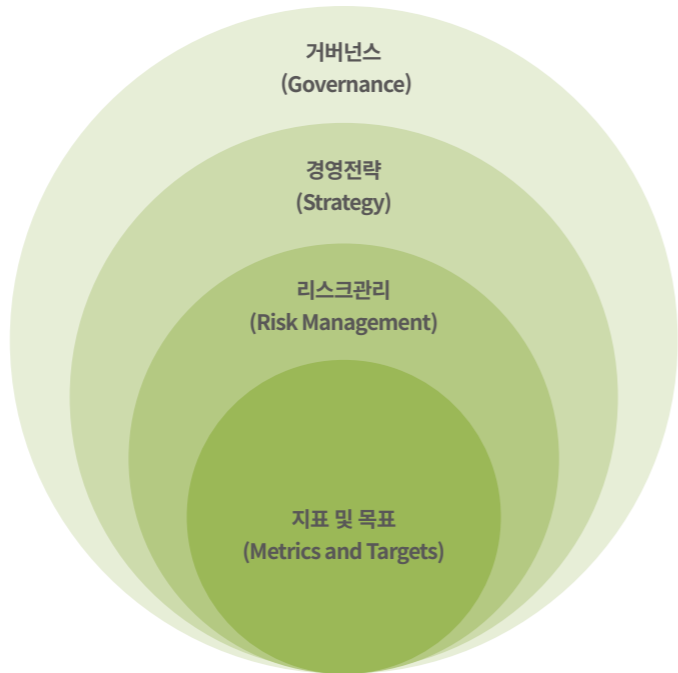 거버넌스
(Governance)
경영전략
(Strategy)
리스크관리
(Risk Management)
지표 및 목표
(Metrics and Targets)